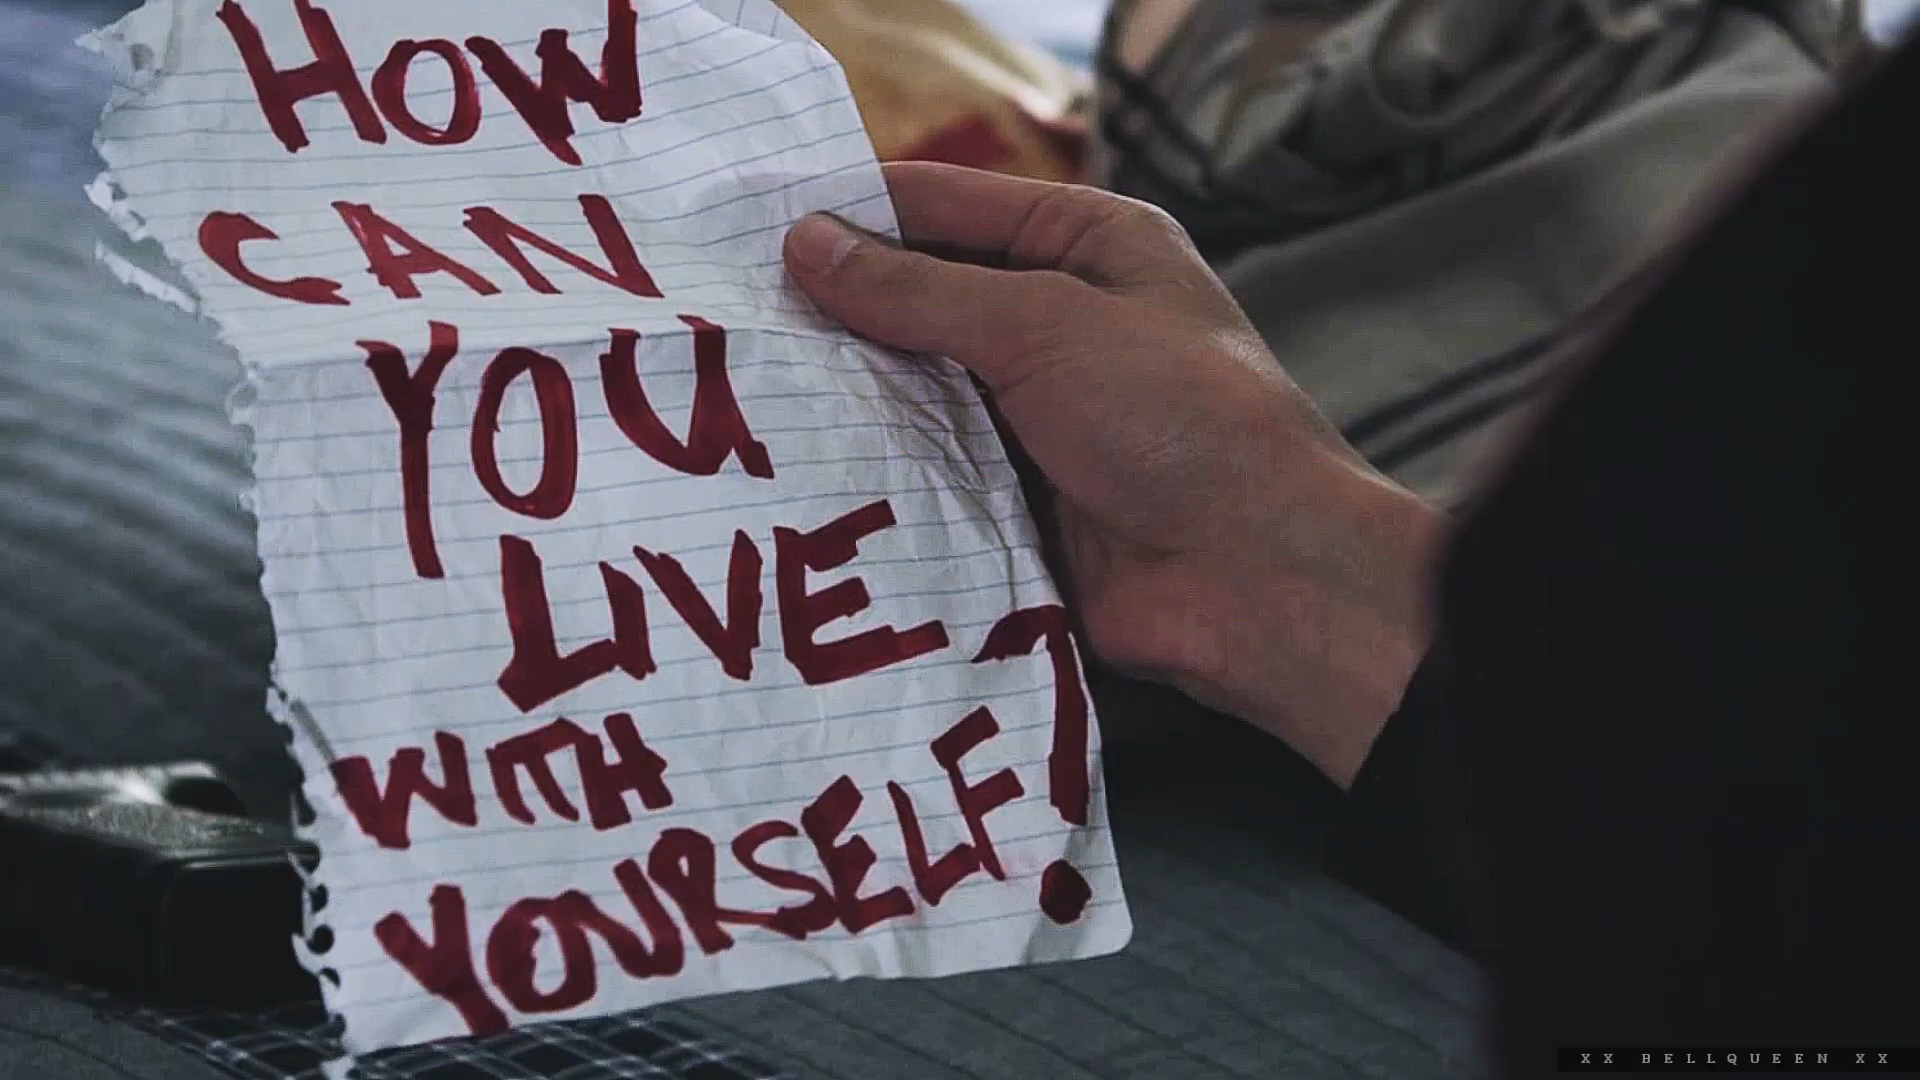 HOW
CAN
YOU
LIVE
WITH
YOURSELF?
XX BELLQUEEN XX